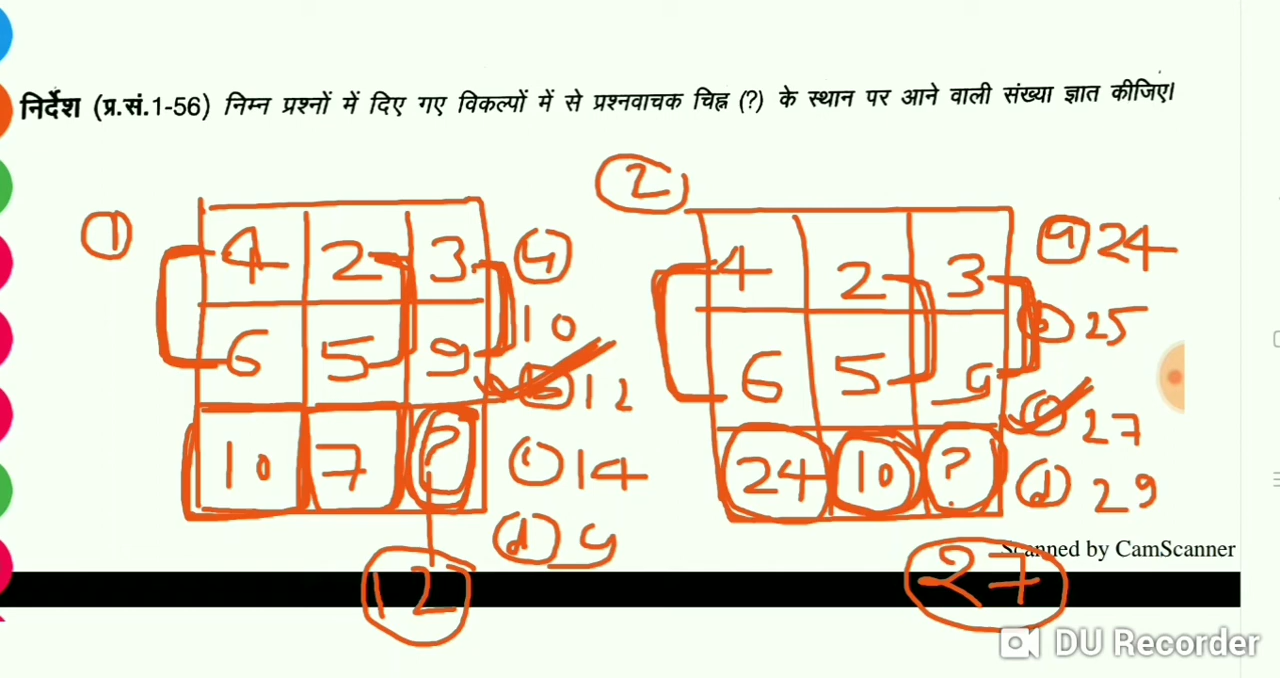 निर्देश (प्र.सं.1-56) निम्न प्रश्नों में दिए गए विकल्पों में से प्रश्नवाचक चिह्न (?) के स्थान पर आने वाली संख्या ज्ञात कीजिए।
1
4 2 3
6 5 9
10 7 ?
10
12
(c) 14
(d) 9
12
2
4 2 3
6 5 9
24 10 ?
(a) 24
(b) 25
(c) 27
(d) 29
27
Scanned by CamScanner
DU Recorder